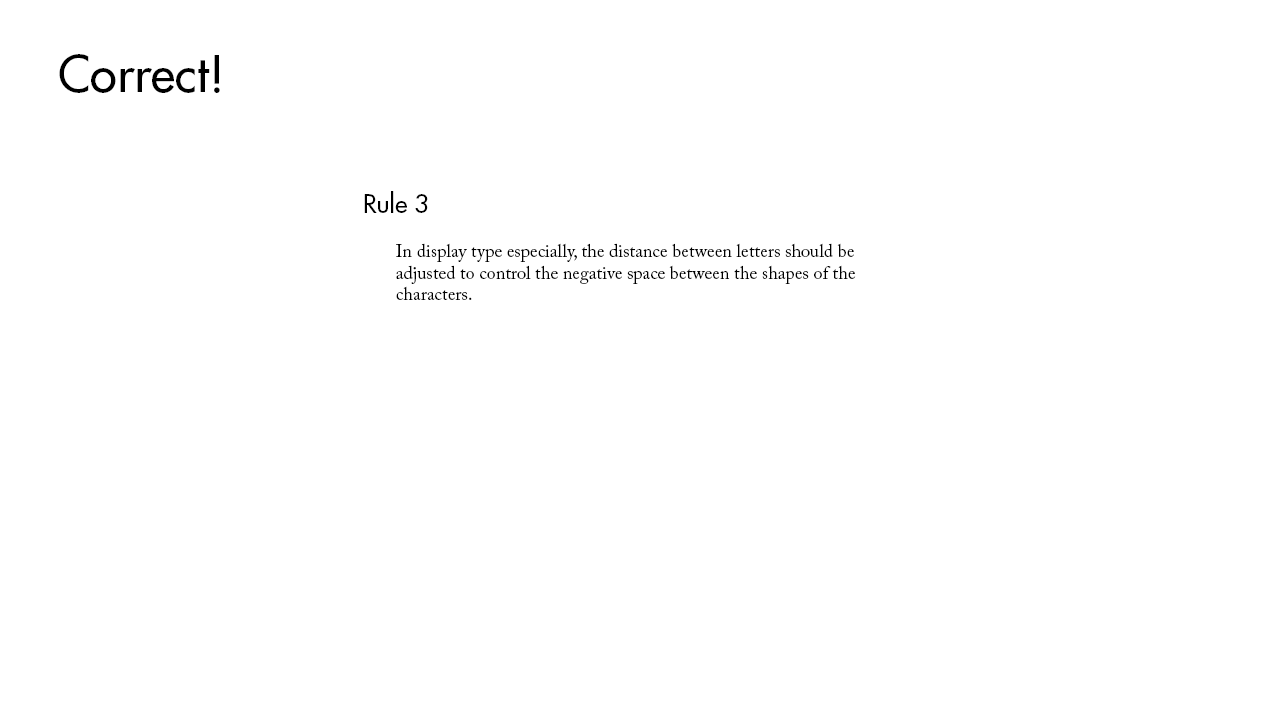 Correct!
Rule 3
In display type especially, the distance between letters should be
adjusted to control the negative space between the shapes of the
characters.